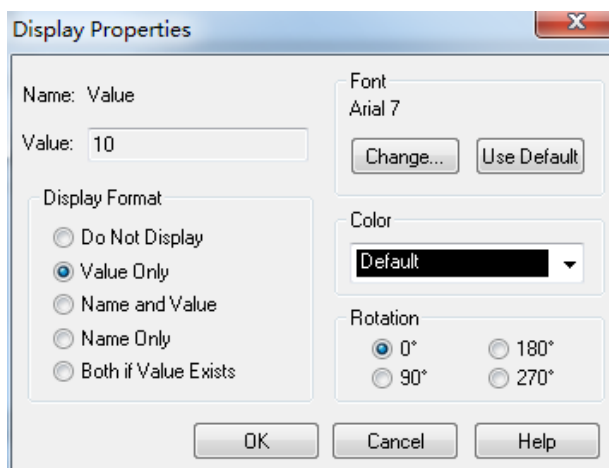 Display Properties
Name: Value
Value: 10
Display Format
Do Not Display
Value Only
Name and Value
Name Only
Both if Value Exists
Font
Arial 7
Change... Use Default
Color
Default
Rotation
0° 180°
90° 270°
OK Cancel Help